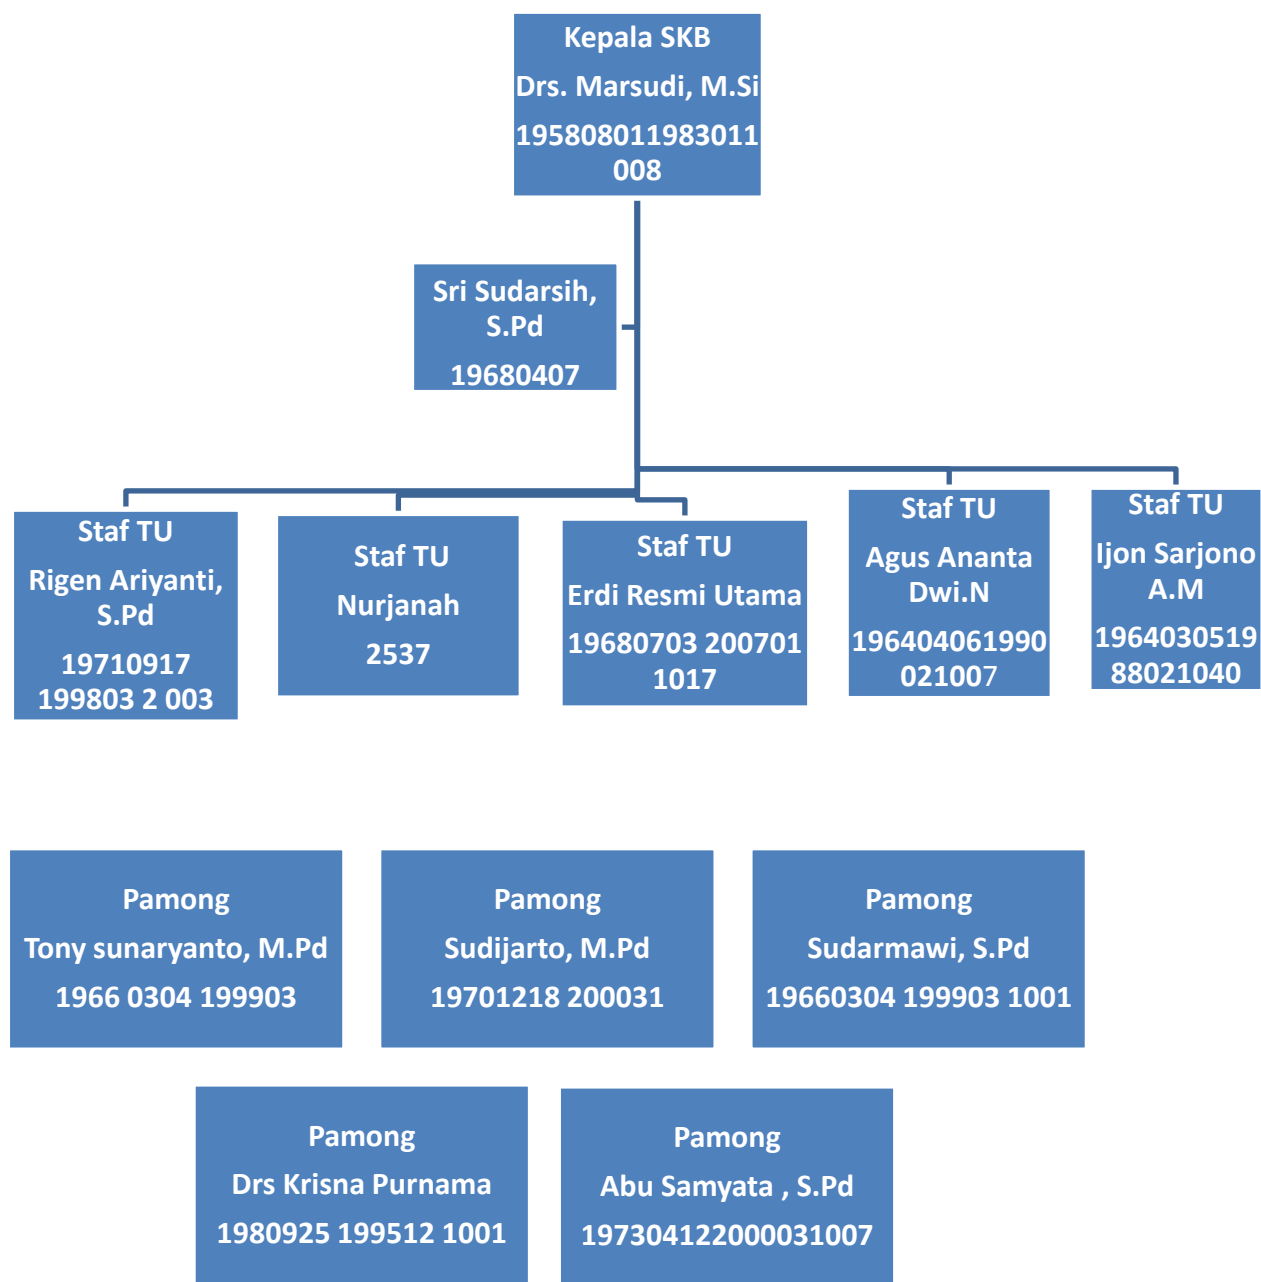 Kepala SKB
Drs. Marsudi, M.Si
195808011983011
008
Sri Sudarsih,
S.Pd
19680407
Staf TU
Rigen Ariyanti,
S.Pd
19710917
199803 2 003
Staf TU
Nurjanah
2537
Staf TU
Erdi Resmi Utama
19680703 200701
1017
Staf TU
Agus Ananta
Dwi.N
196404061990
021007
Staf TU
Ijon Sarjono
A.M
1964030519
88021040
Pamong
Tony sunaryanto, M.Pd
1966 0304 199903
Pamong
Sudijarto, M.Pd
19701218 200031
Pamong
Sudarmawi, S.Pd
19660304 199903 1001
Pamong
Drs Krisna Purnama
1980925 199512 1001
Pamong
Abu Samyata , S.Pd
197304122000031007